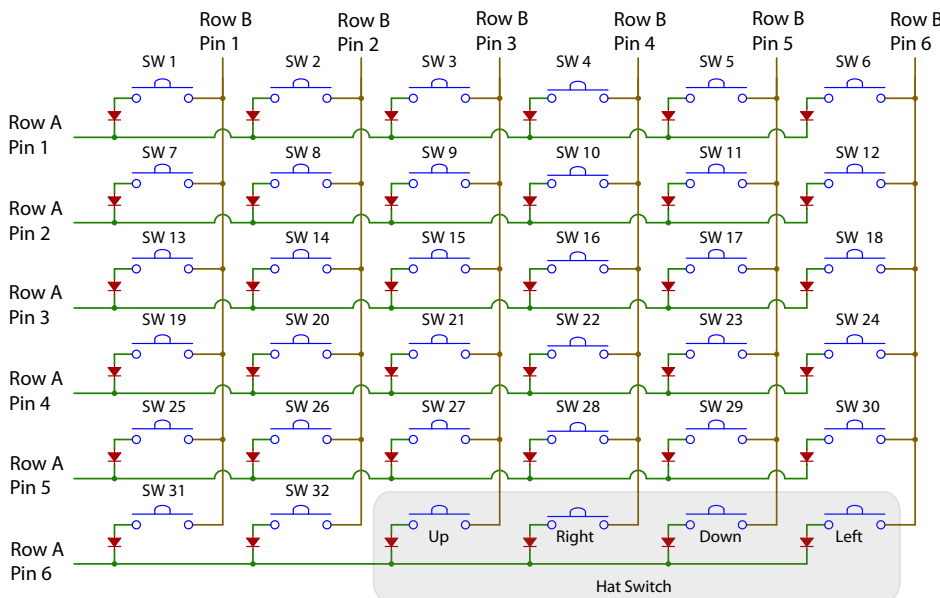 Row B
Pin 1
Row B
Pin 2
Row B
Pin 3
Row B
Pin 4
Row B
Pin 5
Row B
Pin 6
SW 1
SW 2
SW 3
SW 4
SW 5
SW 6
Row A
Pin 1
SW 7
SW 8
SW 9
SW 10
SW 11
SW 12
Row A
Pin 2
SW 13
SW 14
SW 15
SW 16
SW 17
SW 18
Row A
Pin 3
SW 19
SW 20
SW 21
SW 22
SW 23
SW 24
Row A
Pin 4
SW 25
SW 26
SW 27
SW 28
SW 29
SW 30
Row A
Pin 5
SW 31
SW 32
Up
Right
Down
Left
Row A
Pin 6
Hat Switch